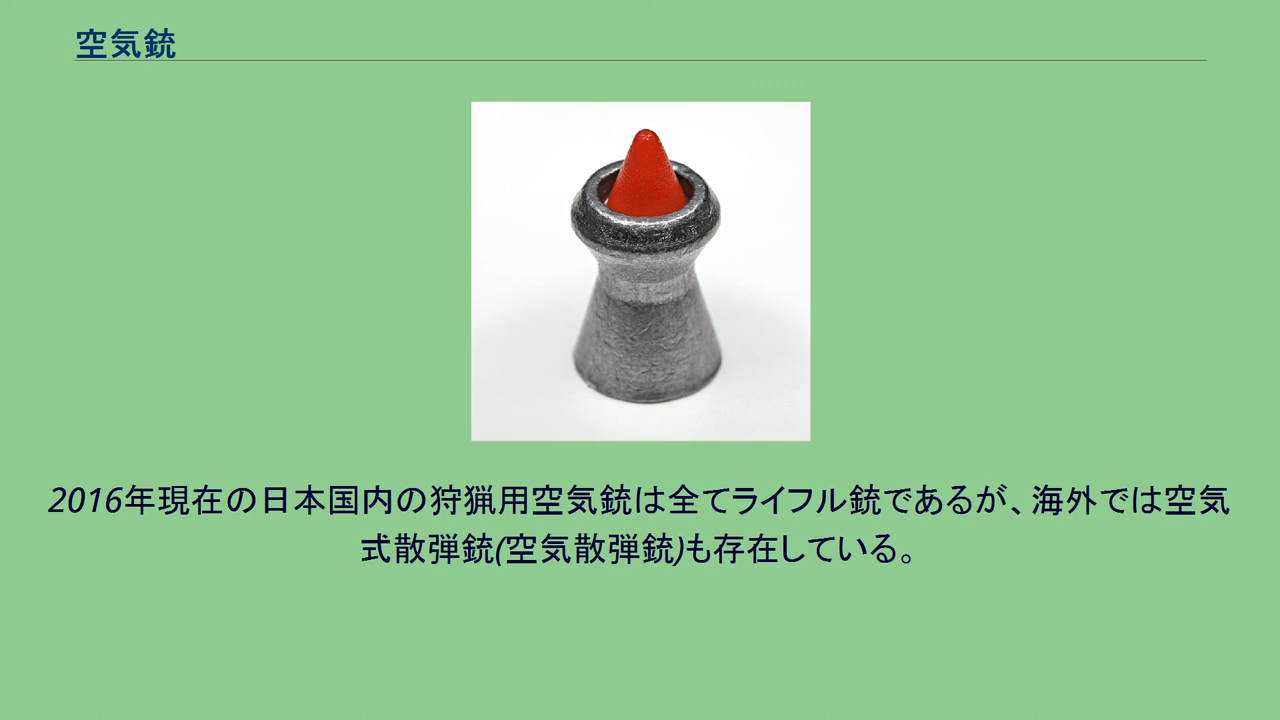 空気銃
2016年現在の日本国内の狩猟用空気銃は全てライフル銃であるが、海外では空気
式散弾銃(空気散弾銃)も存在している。